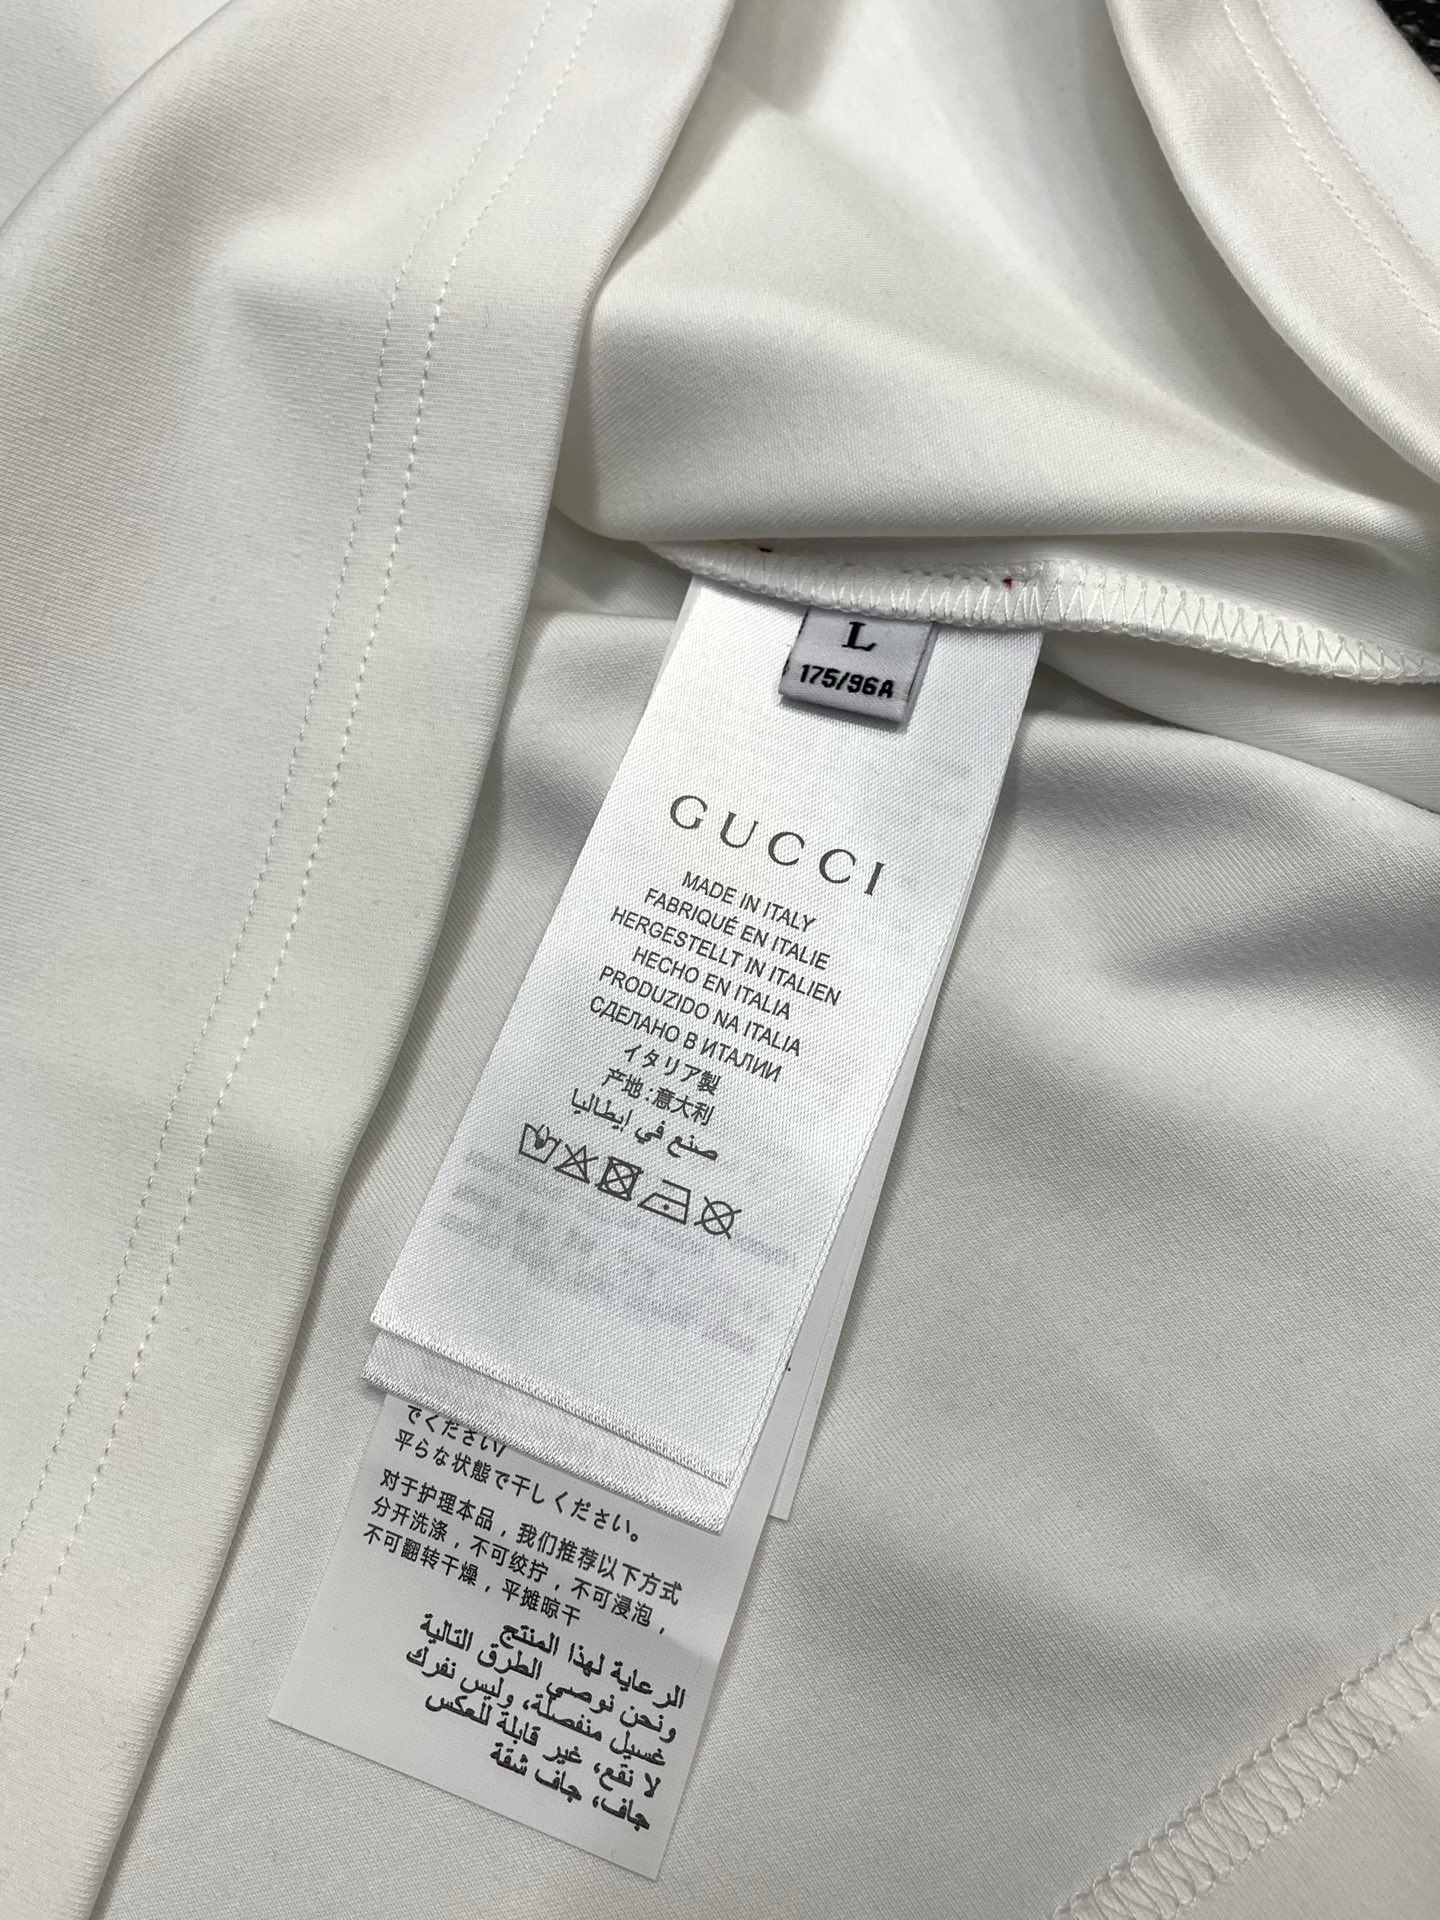 L
175/96A
GUCCI
MADE IN ITALY
FABRIQUÉ EN ITALIE
HERGESTELLT IN ITALIEN
HECHO EN ITALIA
PRODUZIDO NA ITALIA
СДЕЛАНО В ИТАЛИИ
イタリア製
产地:意大利
صنع في إيطاليا
でください/
平らな状態で干しください。
对于护理本品，我们推荐以下方式
分开洗涤，不可绞拧，不可浸泡，
不可翻转干燥，平摊晾干
الرعاية لهذا المنتج
ونحن نوصي الطرق التالية
غسيل منفصلة، وليس نفرك
لا نقع، غير قابلة للعكس
جاف، جاف شقة